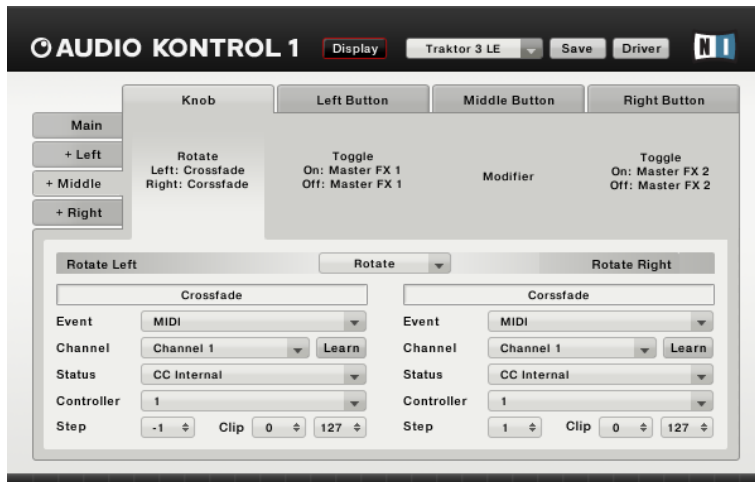 AUDIO KONTROL 1 Display Traktor 3 LE Save Driver NI
Knob Left Button Middle Button Right Button
Main
+ Left
+ Middle
+ Right
Rotate
Left: Crossfade
Right: Corssfade
Toggle
On: Master FX 1
Off: Master FX 1
Modifier
Toggle
On: Master FX 2
Off: Master FX 2
Rotate Left Rotate Rotate Right
Crossfade Corssfade
Event MIDI Event MIDI
Channel Channel 1 Learn Channel Channel 1 Learn
Status CC Internal Status CC Internal
Controller 1 Controller 1
Step -1 Clip 0 127 Step 1 Clip 0 127